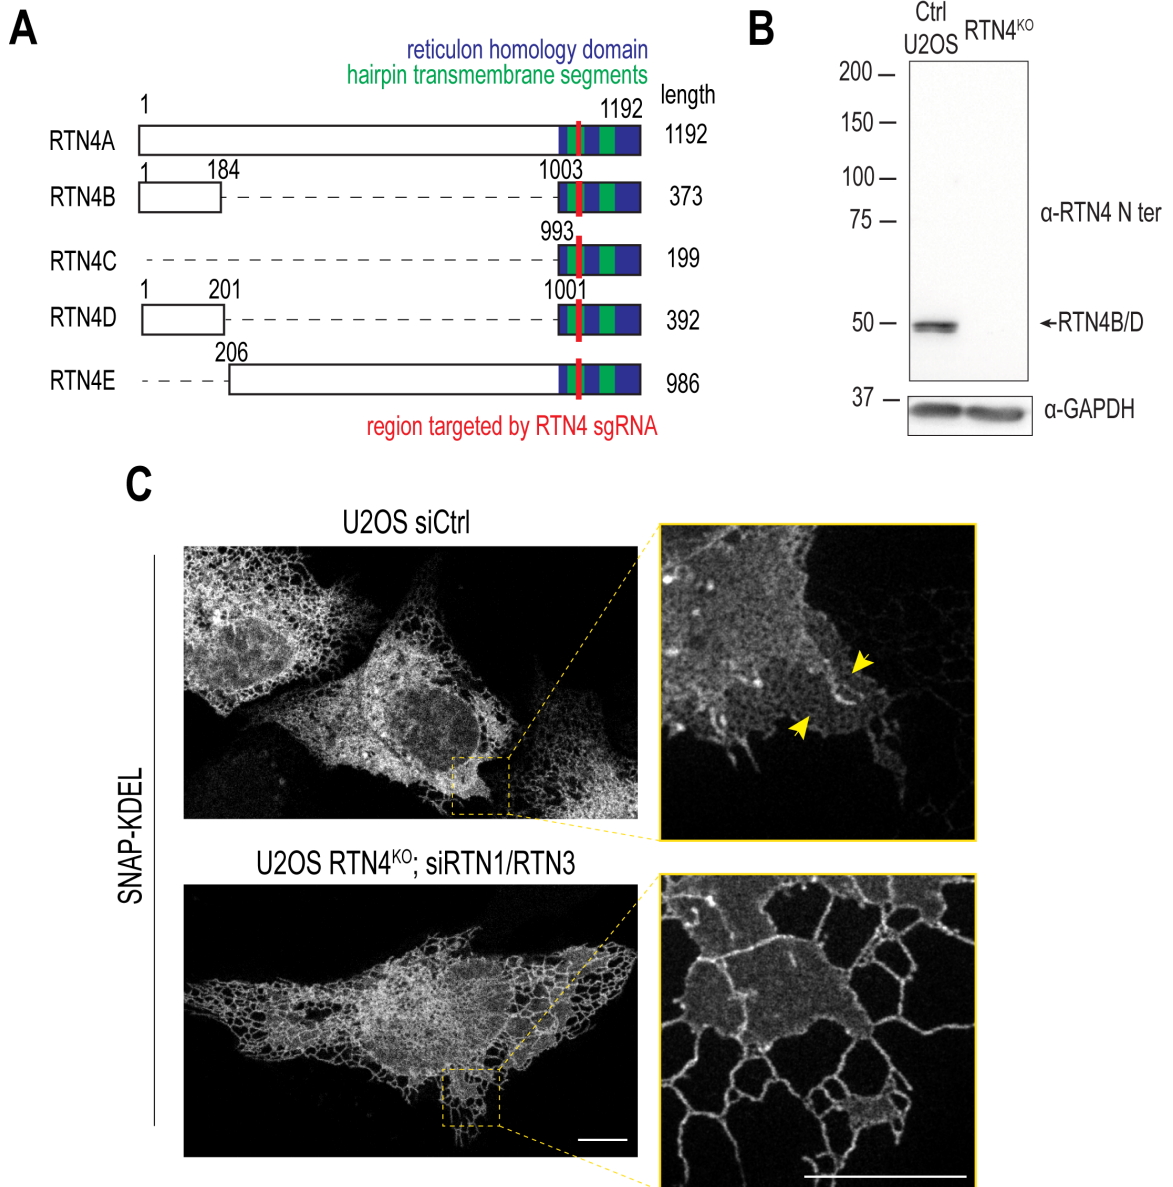 A
reticulon homology domain
hairpin transmembrane segments
length
1
1192
RTN4A
1192
1
184
1003
RTN4B
373
993
RTN4C
199
1
201
1001
RTN4D
392
206
RTN4E
986
region targeted by RTN4 sgRNA
B
Ctrl
U2OS
RTN4KO
200
150
100
75
50
37
α-RTN4 N ter
RTN4B/D
α-GAPDH
C
U2OS siCtrl
SNAP-KDEL
U2OS RTN4KO; siRTN1/RTN3